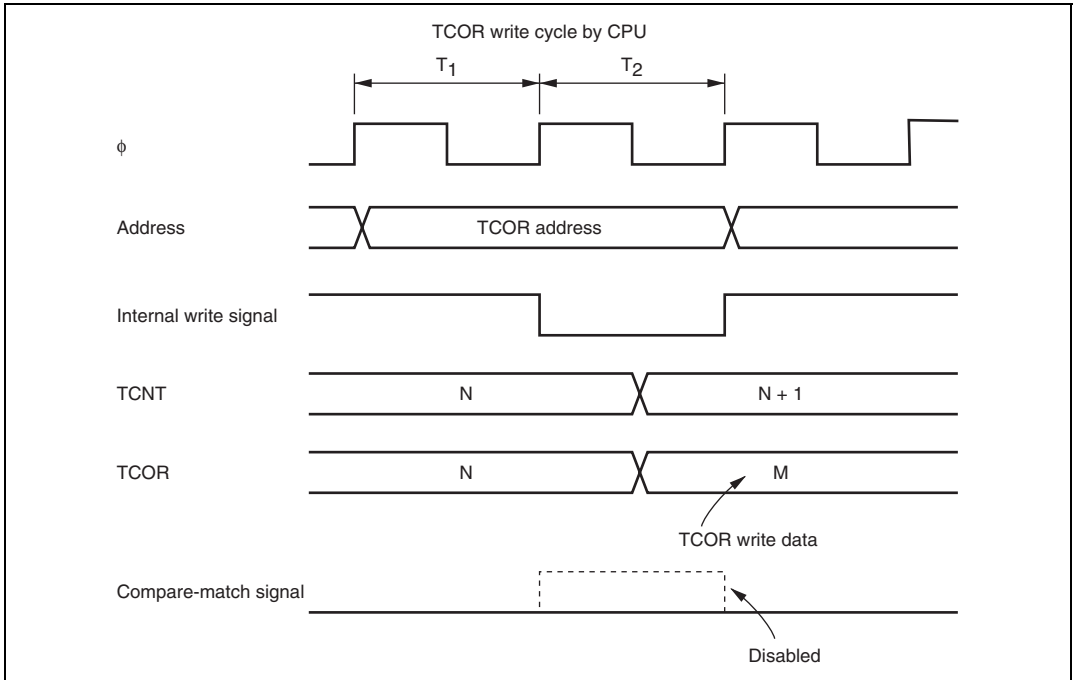 TCOR write cycle by CPU
T1 T2
φ
Address TCOR address
Internal write signal
TCNT N N + 1
TCOR N M
TCOR write data
Compare-match signal
Disabled